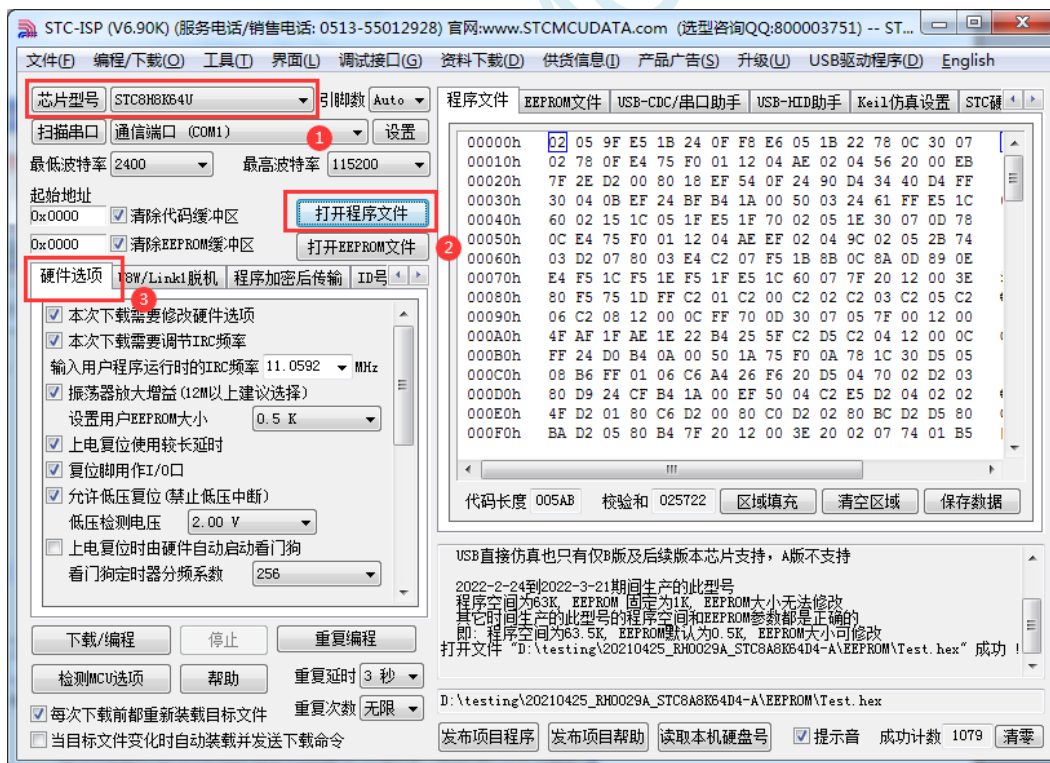 STC-ISP (V6.90K) (服务电话/销售电话: 0513-55012928) 官网:www.STCMCUDATA.com (选型咨询QQ:800003751) -- ST...
文件(F) 编程/下载(O) 工具(T) 界面(L) 调试接口(G) 资料下载(D) 供货信息(I) 产品广告(S) 升级(U) USB驱动程序(D) English
芯片型号 STC8H8K64U 引脚数 Auto
扫描串口 通信端口 (COM1) 设置
1
最低波特率 2400 最高波特率 115200
起始地址
0x0000 清除代码缓冲区 打开程序文件
0x0000 清除EEPROM缓冲区 打开EEPROM文件
2
硬件选项 U8W/Link1脱机 程序加密后传输 ID号
3
本次下载需要修改硬件选项
本次下载需要调节IRC频率
输入用户程序运行时的IRC频率 11.0592 MHz
振荡器放大增益(12M以上建议选择)
设置用户EEPROM大小 0.5 K
上电复位使用较长延时
复位脚用作I/O口
允许低压复位(禁止低压中断)
低压检测电压 2.00 V
上电复位时由硬件自动启动看门狗
看门狗定时器分频系数 256
下载/编程 停止 重复编程
检测MCU选项 帮助 重复延时 3 秒
每次下载前都重新装载目标文件 重复次数 无限
当目标文件变化时自动装载并发送下载命令
程序文件 EEPROM文件 USB-CDC/串口助手 USB-HID助手 Keil仿真设置 STC硬
00000h 02 05 9F E5 1B 24 0F F8 E6 05 1B 22 78 0C 30 07
00010h 02 78 0F E4 75 F0 01 12 04 AE 02 04 56 20 00 EB
00020h 7F 2E D2 00 80 18 EF 54 0F 24 90 D4 34 40 D4 FF
00030h 30 04 0B EF 24 BF B4 1A 00 50 03 24 61 FF E5 1C
00040h 60 02 15 1C 05 1F E5 1F 70 02 05 1E 30 07 0D 78
00050h 0C E4 75 F0 01 12 04 AE EF 02 04 9C 02 05 2B 74
00060h 03 D2 07 80 03 E4 C2 07 F5 1B 8B 0C 8A 0D 89 0E
00070h E4 F5 1C F5 1E F5 1F E5 1C 60 07 7F 20 12 00 3E
00080h 80 F5 75 1D FF C2 01 C2 00 C2 02 C2 03 C2 05 C2
00090h 06 C2 08 12 00 0C FF 70 0D 30 07 05 7F 00 12 00
000A0h 4F AF 1F AE 1E 22 B4 25 5F C2 D5 C2 04 12 00 0C
000B0h FF 24 D0 B4 0A 00 50 1A 75 F0 0A 78 1C 30 D5 05
000C0h 08 B6 FF 01 06 C6 A4 26 F6 20 D5 04 70 02 D2 03
000D0h 80 D9 24 CF B4 1A 00 EF 50 04 C2 E5 D2 04 02 02
000E0h 4F D2 01 80 C6 D2 00 80 C0 D2 02 80 BC D2 D5 80
000F0h BA D2 05 80 B4 7F 20 12 00 3E 20 02 07 74 01 B5
代码长度 005AB 校验和 025722 区域填充 清空区域 保存数据
USB直接仿真也只有仅B版及后续版本芯片支持，A版不支持
2022-2-24到2022-3-21期间生产的此型号
程序空间为63K, EEPROM 固定为1K, EEPROM大小无法修改
其它时间生产的此型号的程序空间和EEPROM参数都是正确的
即: 程序空间为63.5K, EEPROM默认为0.5K, EEPROM大小可修改
打开文件 "D:\testing\20210425_RH0029A_STC8A8K64D4-A\EEPROM\Test.hex" 成功 !
D:\testing\20210425_RH0029A_STC8A8K64D4-A\EEPROM\Test.hex
发布项目程序 发布项目帮助 读取本机硬盘号 提示音 成功计数 1079 清零